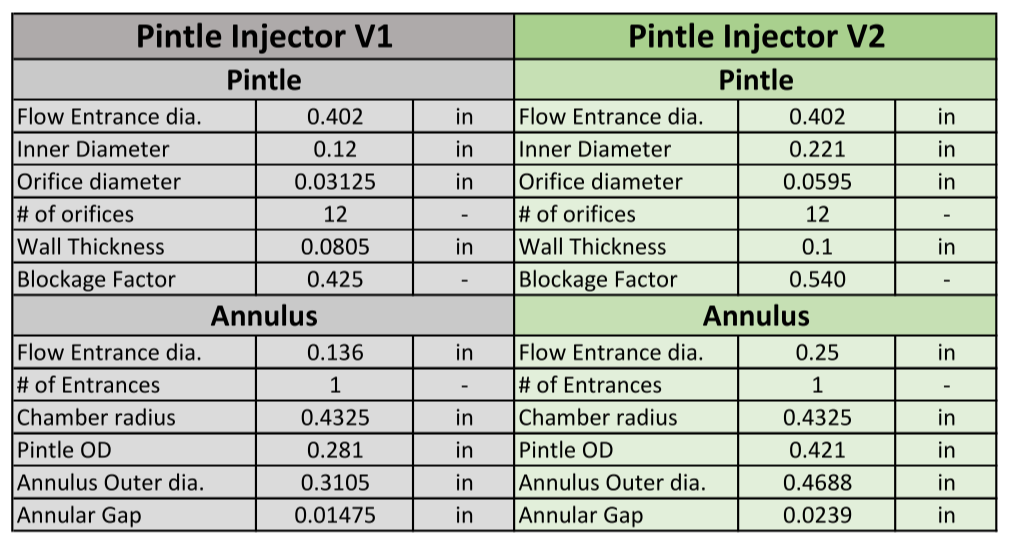 Pintle Injector V1 Pintle Injector V2
Pintle Pintle
Flow Entrance dia. 0.402 in Flow Entrance dia. 0.402 in
Inner Diameter 0.12 in Inner Diameter 0.221 in
Orifice diameter 0.03125 in Orifice diameter 0.0595 in
# of orifices 12 - # of orifices 12 -
Wall Thickness 0.0805 in Wall Thickness 0.1 in
Blockage Factor 0.425 - Blockage Factor 0.540 -
Annulus Annulus
Flow Entrance dia. 0.136 in Flow Entrance dia. 0.25 in
# of Entrances 1 - # of Entrances 1 -
Chamber radius 0.4325 in Chamber radius 0.4325 in
Pintle OD 0.281 in Pintle OD 0.421 in
Annulus Outer dia. 0.3105 in Annulus Outer dia. 0.4688 in
Annular Gap 0.01475 in Annular Gap 0.0239 in